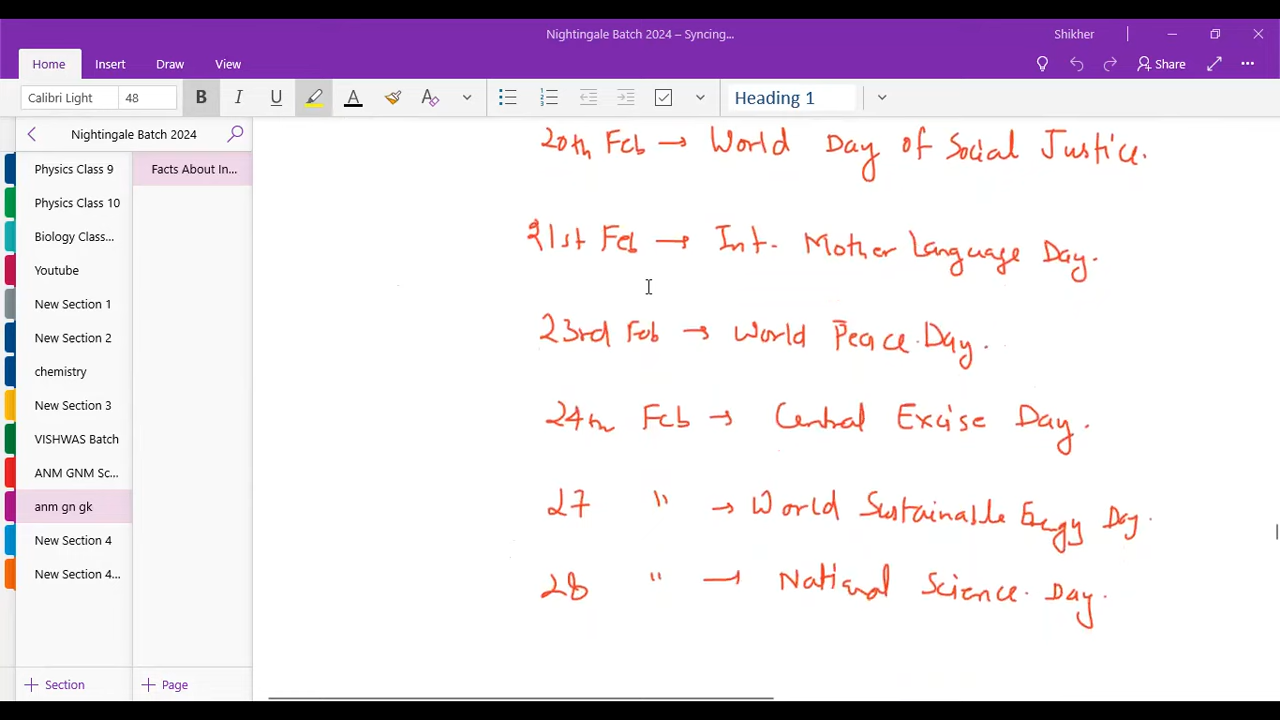 Nightingale Batch 2024 – Syncing...
Shikher
Home
Insert
Draw
View
Share
Calibri Light
48
B
I
U
A
Heading 1
Nightingale Batch 2024
Physics Class 9
Physics Class 10
Biology Class...
Youtube
New Section 1
New Section 2
chemistry
New Section 3
VISHWAS Batch
ANM GNM Sc...
anm gn gk
New Section 4
New Section 4...
+ Section
Facts About In...
+ Page
20th Feb → World Day of Social Justice.
21st Feb → Int. Mother Language Day.
23rd Feb → World Peace Day.
24th Feb → Central Excise Day.
27 " → World Sustainable Energy Day.
28 " → National Science Day.